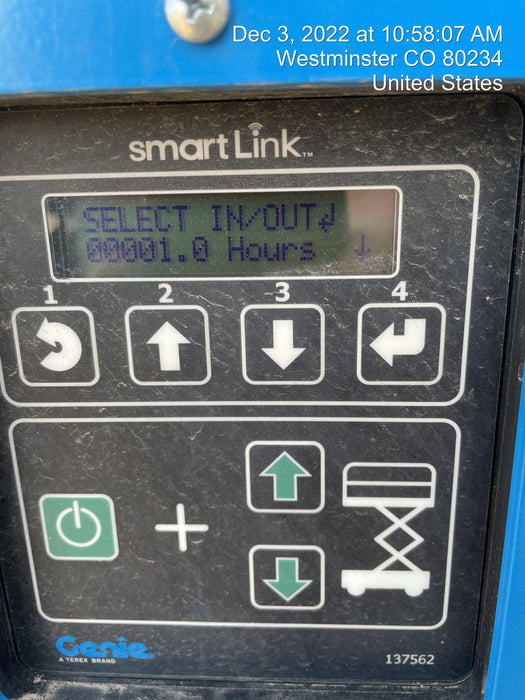 Dec 3, 2022 at 10:58:07 AM
Westminster CO 80234
United States
smartLink™
SELECT IN/OUT↲
00001.0 Hours ↓
1 2 3 4
Genie
A TEREX BRAND
137562